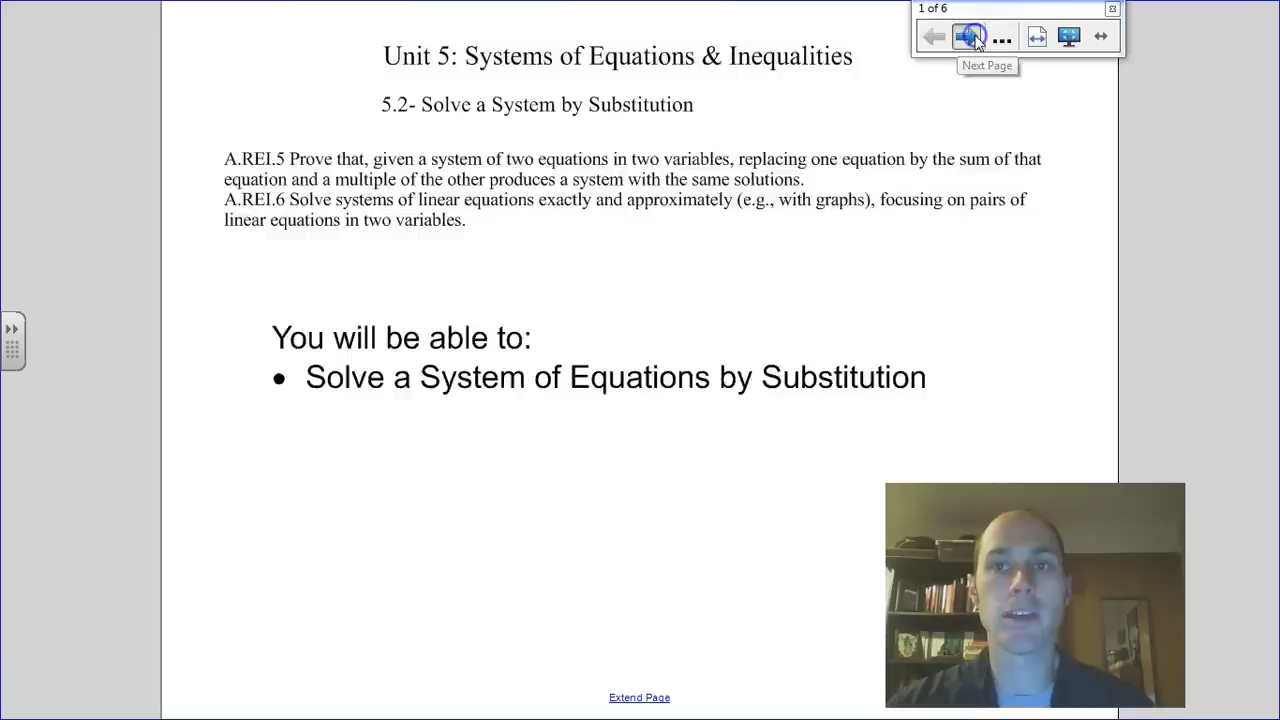 1 of 6
Next Page
Unit 5: Systems of Equations & Inequalities
5.2- Solve a System by Substitution
A.REI.5 Prove that, given a system of two equations in two variables, replacing one equation by the sum of that
equation and a multiple of the other produces a system with the same solutions.
A.REI.6 Solve systems of linear equations exactly and approximately (e.g., with graphs), focusing on pairs of
linear equations in two variables.
You will be able to:
• Solve a System of Equations by Substitution
Extend Page